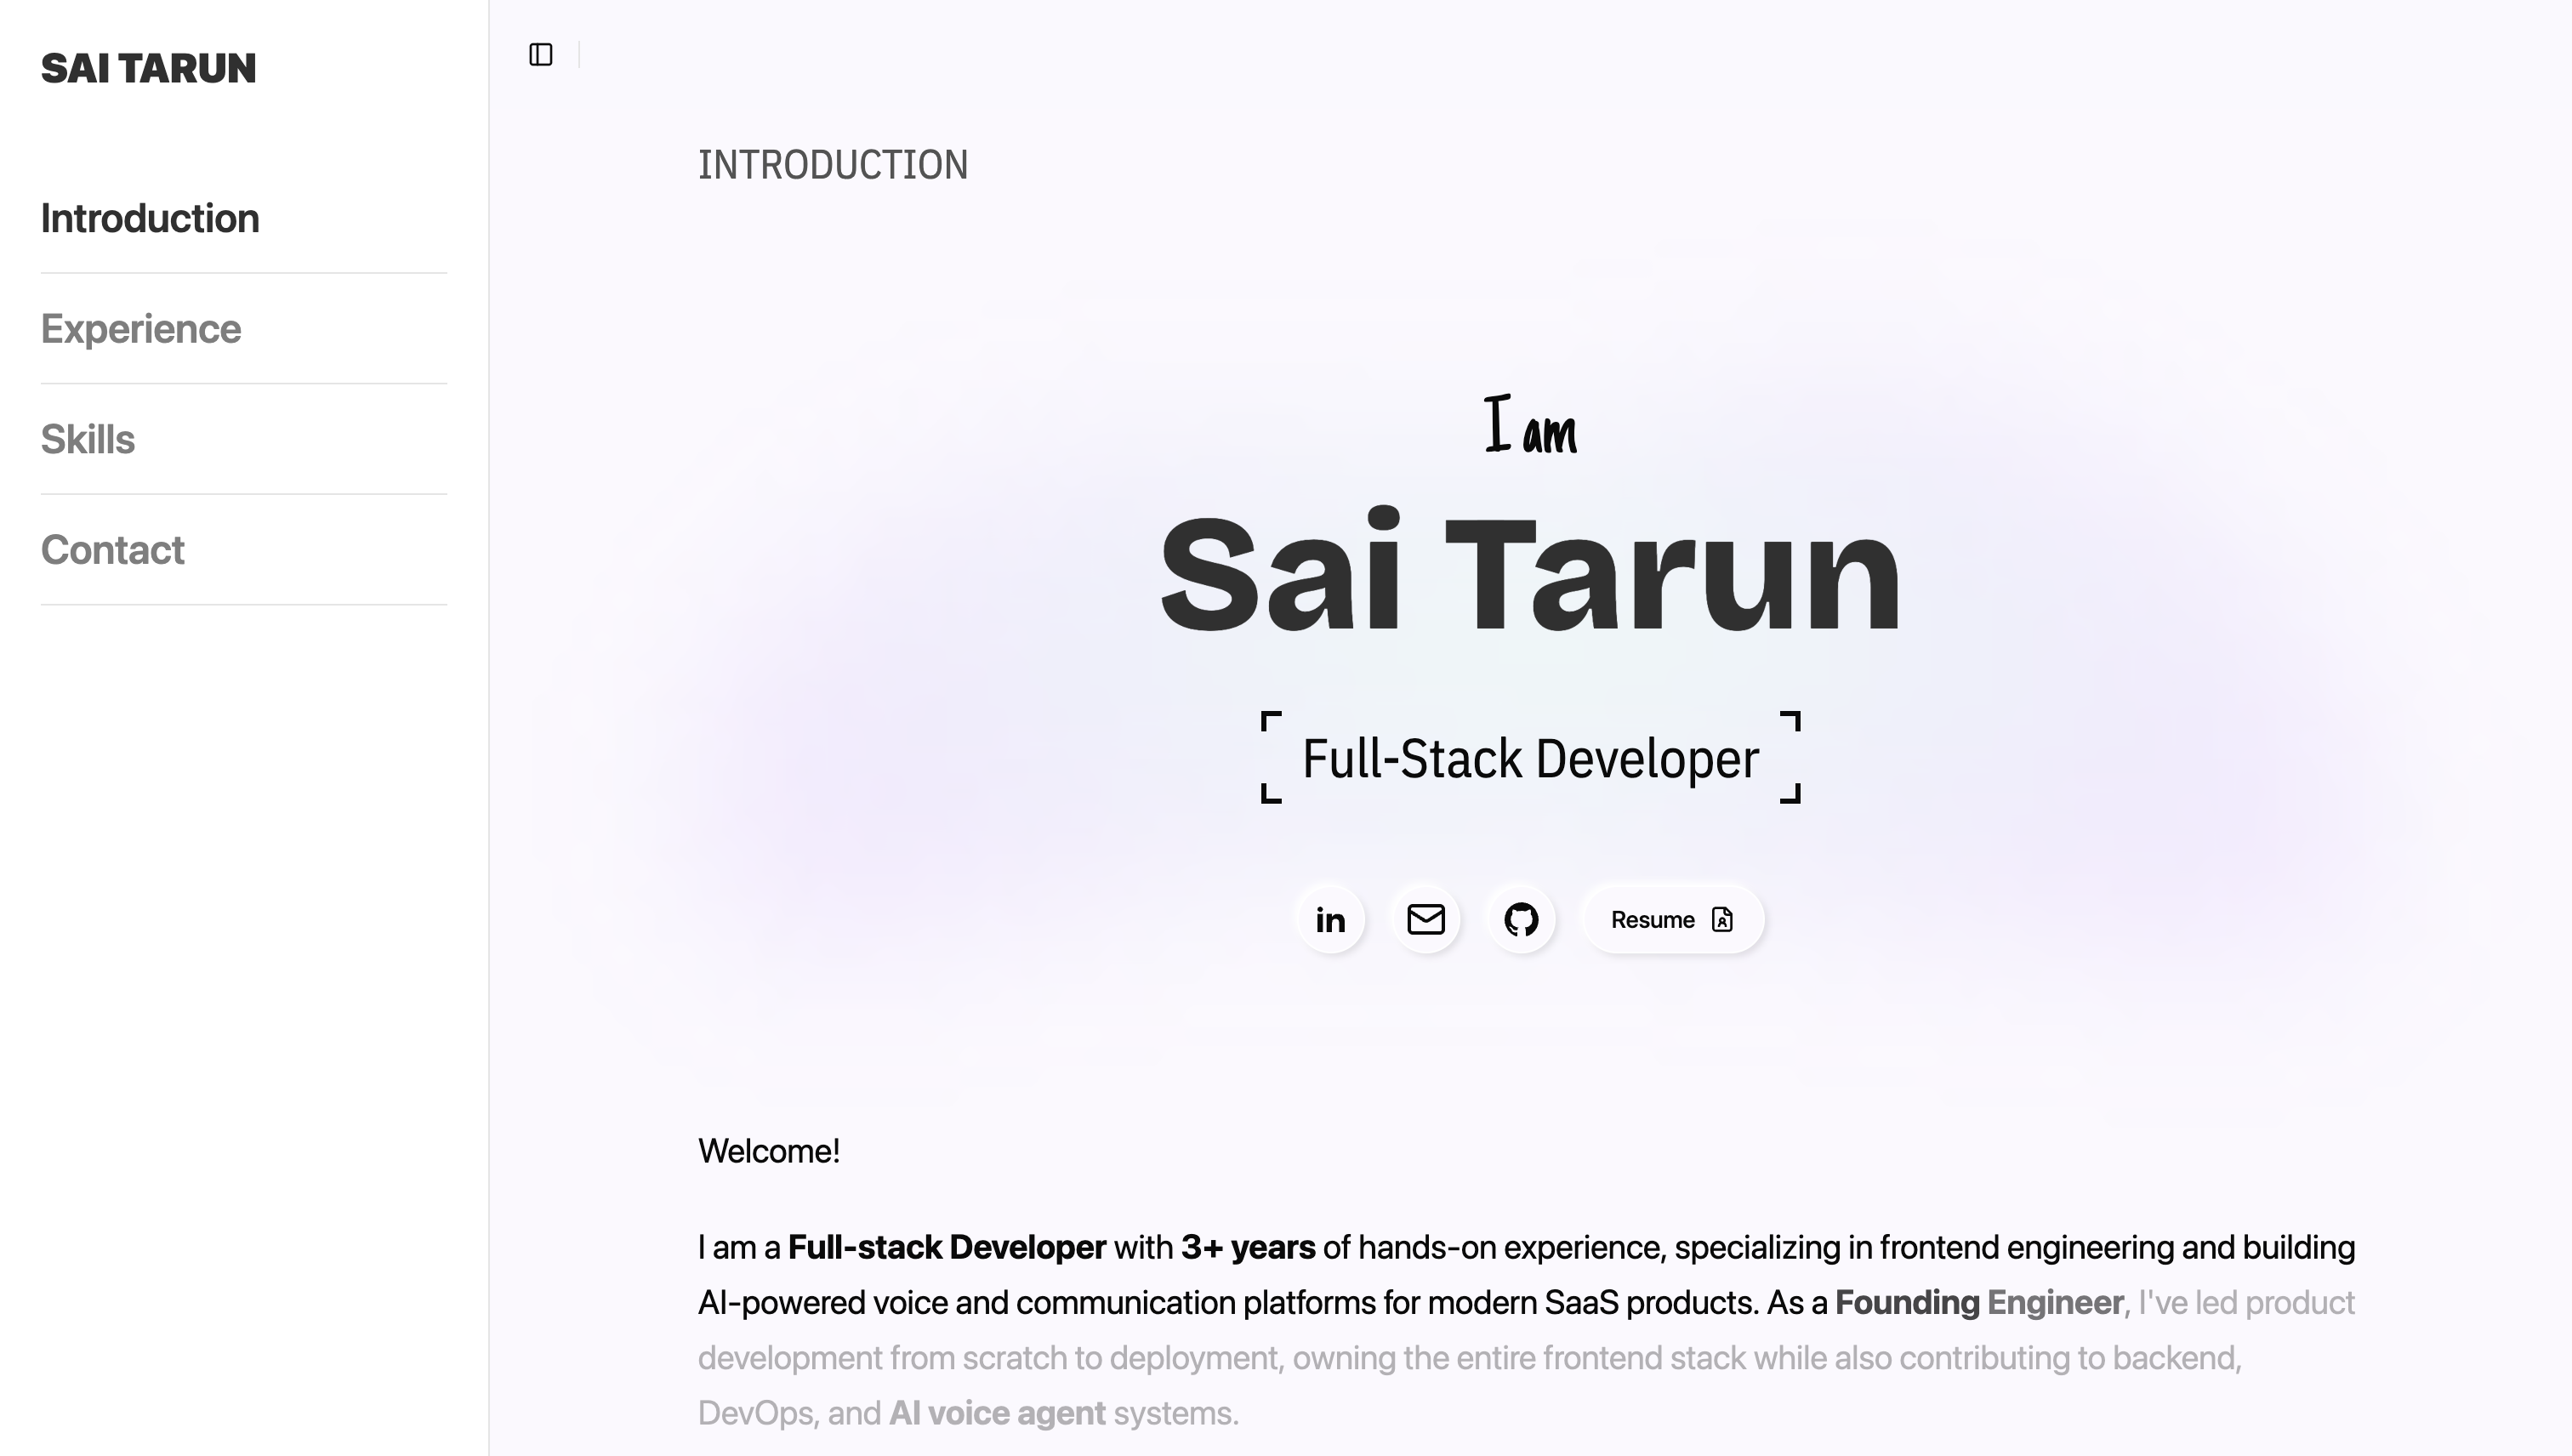 SAI TARUN
Introduction
Experience
Skills
Contact
INTRODUCTION
I am
Sai Tarun
Full-Stack Developer
in
Resume
Welcome!
I am a Full-stack Developer with 3+ years of hands-on experience, specializing in frontend engineering and building
AI-powered voice and communication platforms for modern SaaS products. As a Founding Engineer, I've led product
development from scratch to deployment, owning the entire frontend stack while also contributing to backend,
DevOps, and AI voice agent systems.